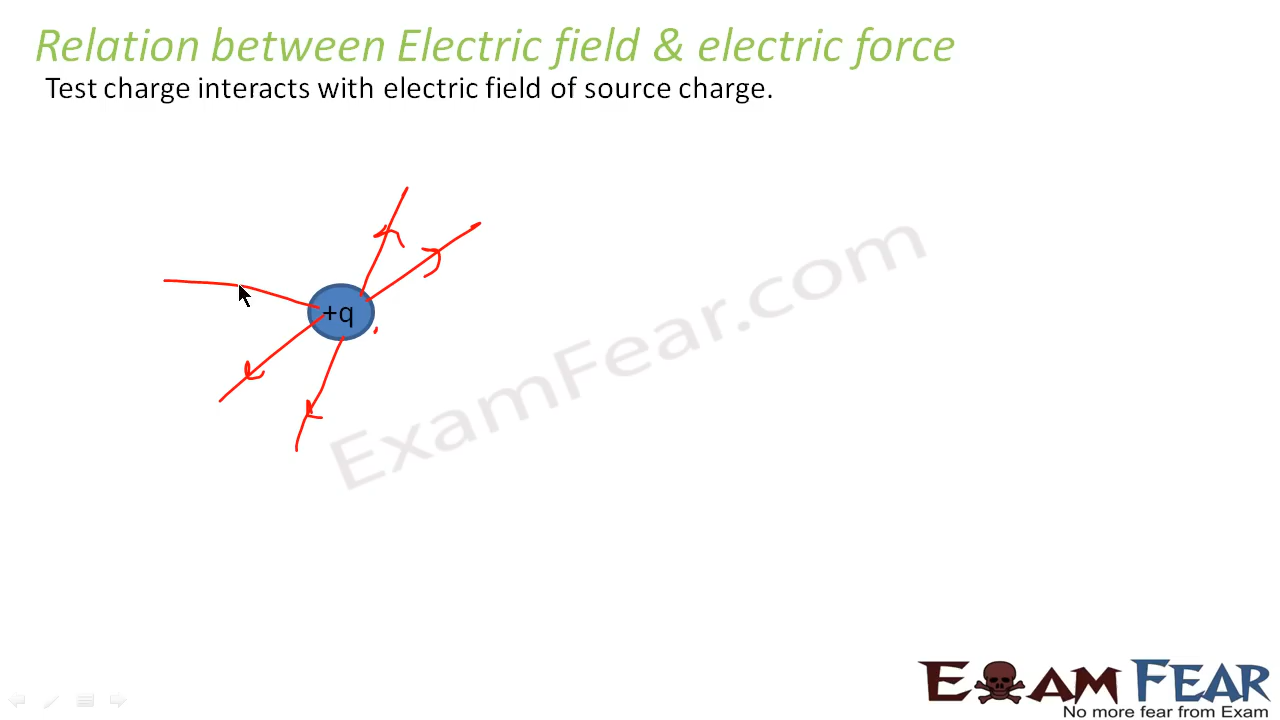 Relation between Electric field & electric force
Test charge interacts with electric field of source charge.
+q
ExamFear.com
EXAM FEAR
No more fear from Exam